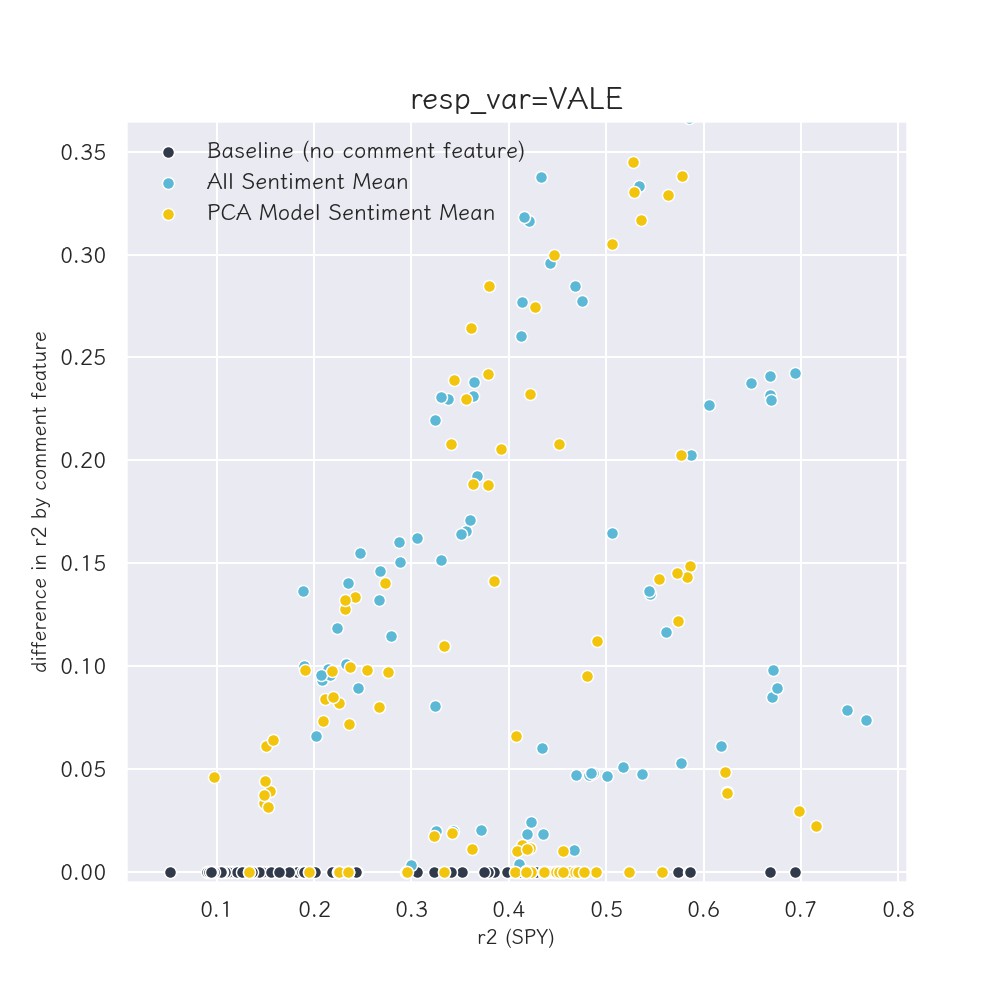 resp_var=VALE
Baseline (no comment feature)
All Sentiment Mean
PCA Model Sentiment Mean
difference in r2 by comment feature
0.35
0.30
0.25
0.20
0.15
0.10
0.05
0.00
0.1 0.2 0.3 0.4 0.5 0.6 0.7 0.8
r2 (SPY)